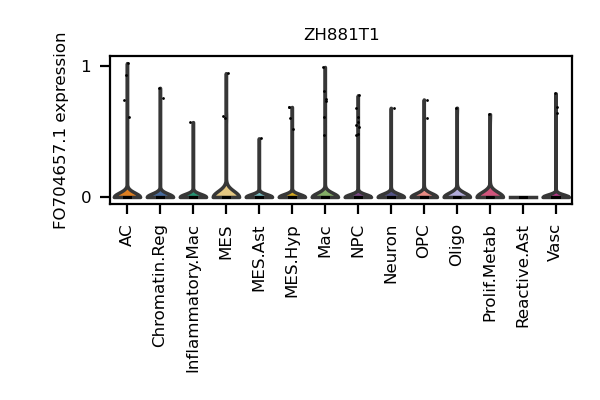 ZH881T1
FO704657.1 expression
1
0
AC
Chromatin.Reg
Inflammatory.Mac
MES
MES.Ast
MES.Hyp
Mac
NPC
Neuron
OPC
Oligo
Prolif.Metab
Reactive.Ast
Vasc